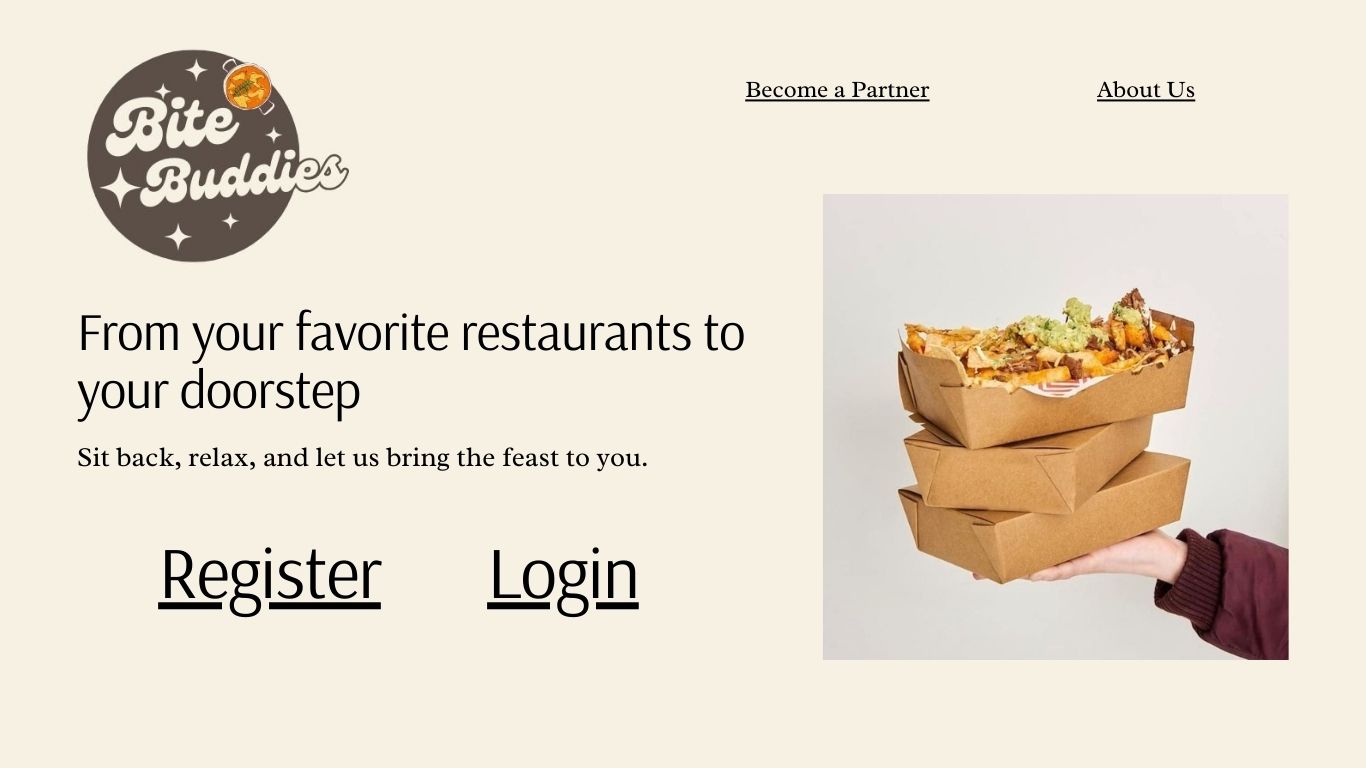 Bite
Buddies
Become a Partner
About Us
From your favorite restaurants to
your doorstep
Sit back, relax, and let us bring the feast to you.
Register
Login